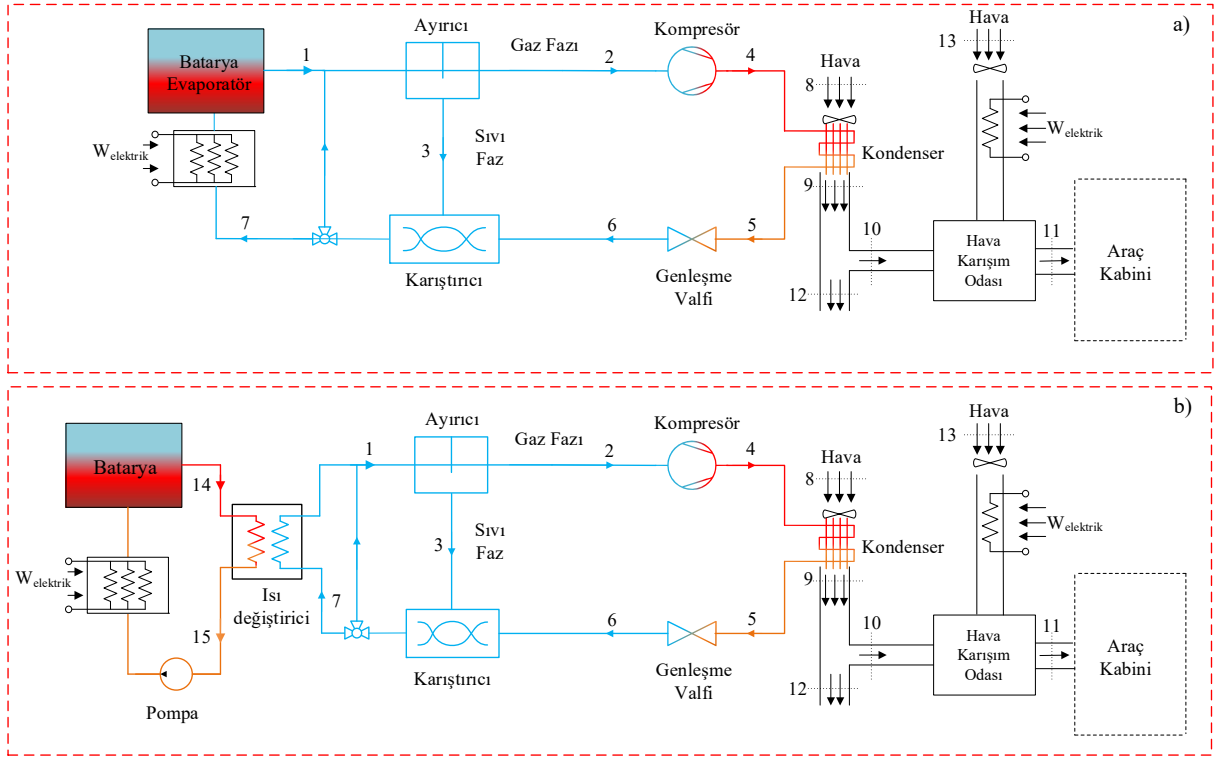 a)
Ayırıcı
Gaz Fazı
Kompresör
Hava
13
Batarya
Evaporatör
1
2
4
Hava
8
Welektrik
Welektrik
3
Sıvı
Faz
Kondenser
9
7
6
5
10
11
Hava
Karışım
Odası
Araç
Kabini
Karıştırıcı
Genleşme
Valfi
12
b)
Ayırıcı
Gaz Fazı
Kompresör
Hava
13
Batarya
1
2
4
Hava
8
14
Welektrik
3
Sıvı
Faz
Kondenser
Welektrik
9
Isı
değiştirici
7
6
5
10
11
15
Hava
Karışım
Odası
Araç
Kabini
Karıştırıcı
Genleşme
Valfi
12
Pompa